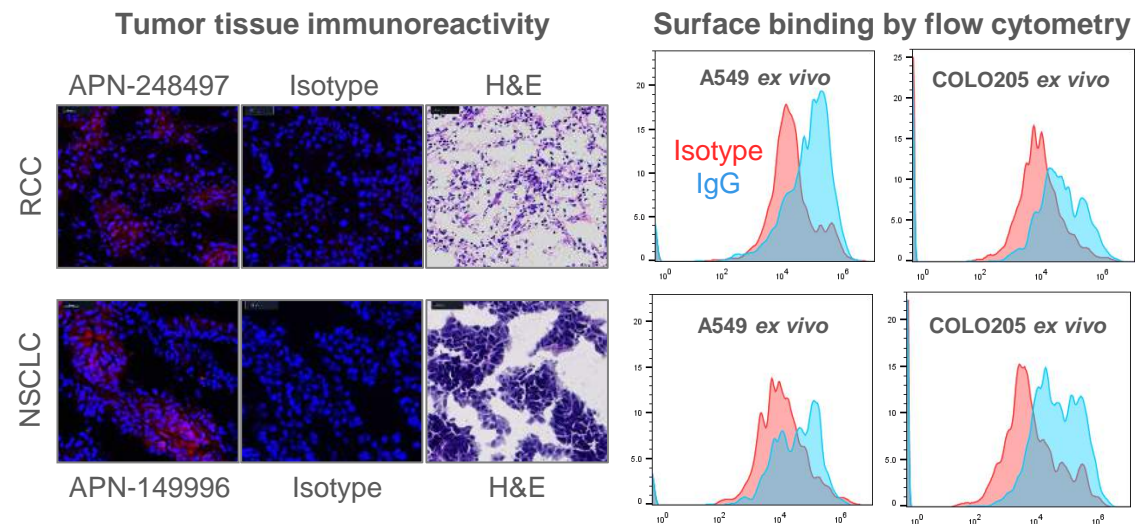 Tumor tissue immunoreactivity
Surface binding by flow cytometry
APN-248497 Isotype H&E
RCC
NSCLC
APN-149996 Isotype H&E
A549 ex vivo
Isotype
IgG
20
15
10
5.0
0
10^0 10^2 10^4 10^6
COLO205 ex vivo
25
20
15
10
5.0
0
10^0 10^2 10^4 10^6
A549 ex vivo
20
15
10
5.0
0
10^0 10^2 10^4 10^6
COLO205 ex vivo
20
15
10
5.0
0
10^0 10^2 10^4 10^6